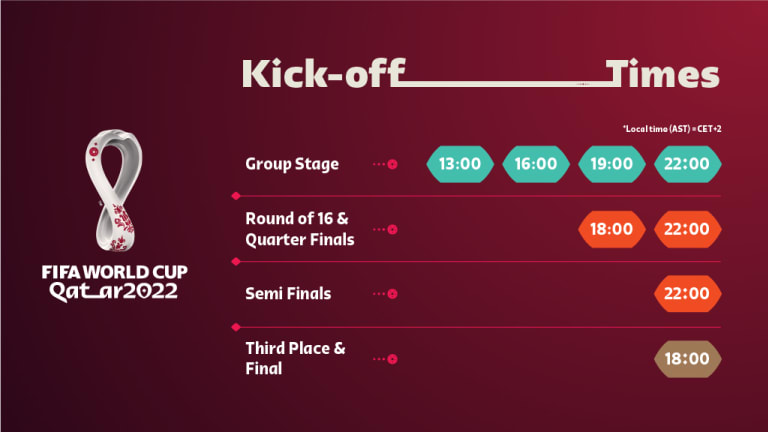 Kick-off Times
*Local time (AST) = CET+2
Group Stage 13:00 16:00 19:00 22:00
Round of 16 &
Quarter Finals 18:00 22:00
Semi Finals 22:00
Third Place &
Final 18:00
FIFA WORLD CUP
Qatar2022